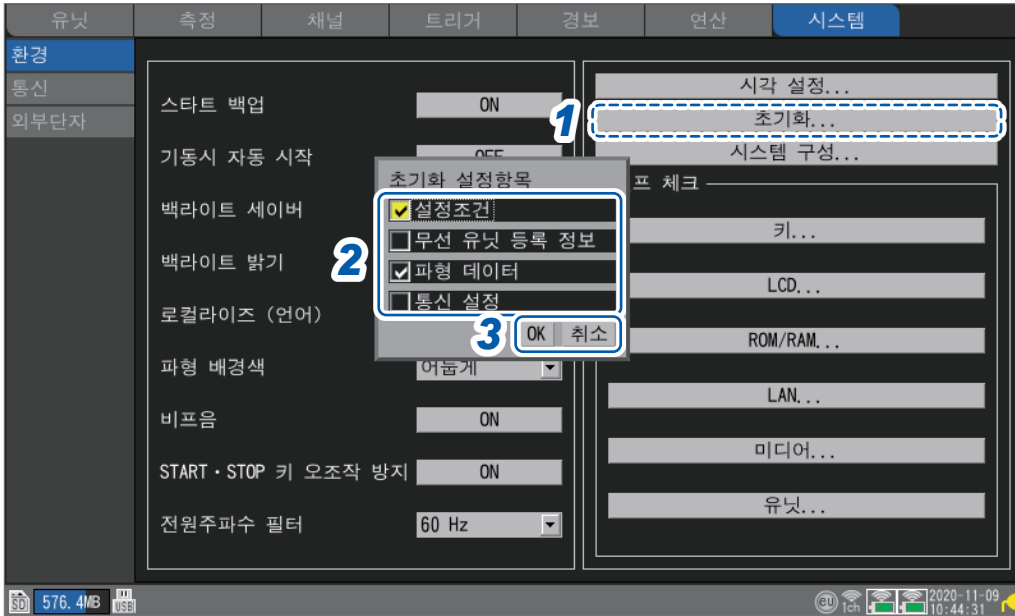 유닛 측정 채널 트리거 경보 연산 시스템
환경
통신
외부단자
스타트 백업 ON
기동시 자동 시작 OFF
백라이트 세이버
백라이트 밝기
로컬라이즈 (언어)
파형 배경색 어둡게
비프음 ON
START・STOP 키 오조작 방지 ON
전원주파수 필터 60 Hz
1
시각 설정...
초기화...
시스템 구성...
초기화 설정항목
2
설정조건
무선 유닛 등록 정보
파형 데이터
통신 설정
3
OK 취소
프 체크
키...
LCD...
ROM/RAM...
LAN...
미디어...
유닛...
SD 576.4MB USB
eu 1ch 2020-11-09
10:44:31